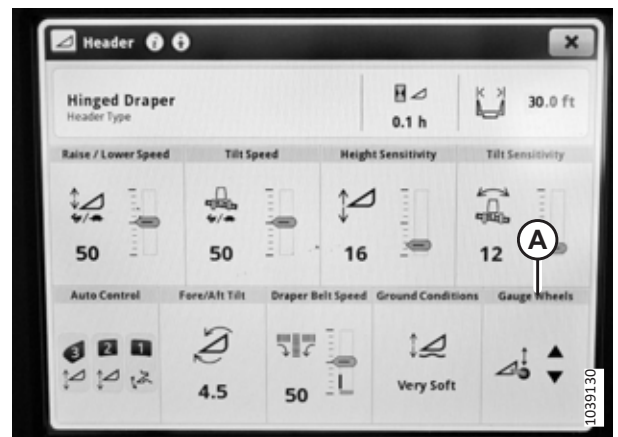 Header
Hinged Draper
Header Type
0.1 h
30.0 ft
Raise / Lower Speed
Tilt Speed
Height Sensitivity
Tilt Sensitivity
50
50
16
12
A
Auto Control
Fore/Aft Tilt
Draper Belt Speed
Ground Conditions
Gauge Wheels
3 2 1
4.5
50
Very Soft
1039130